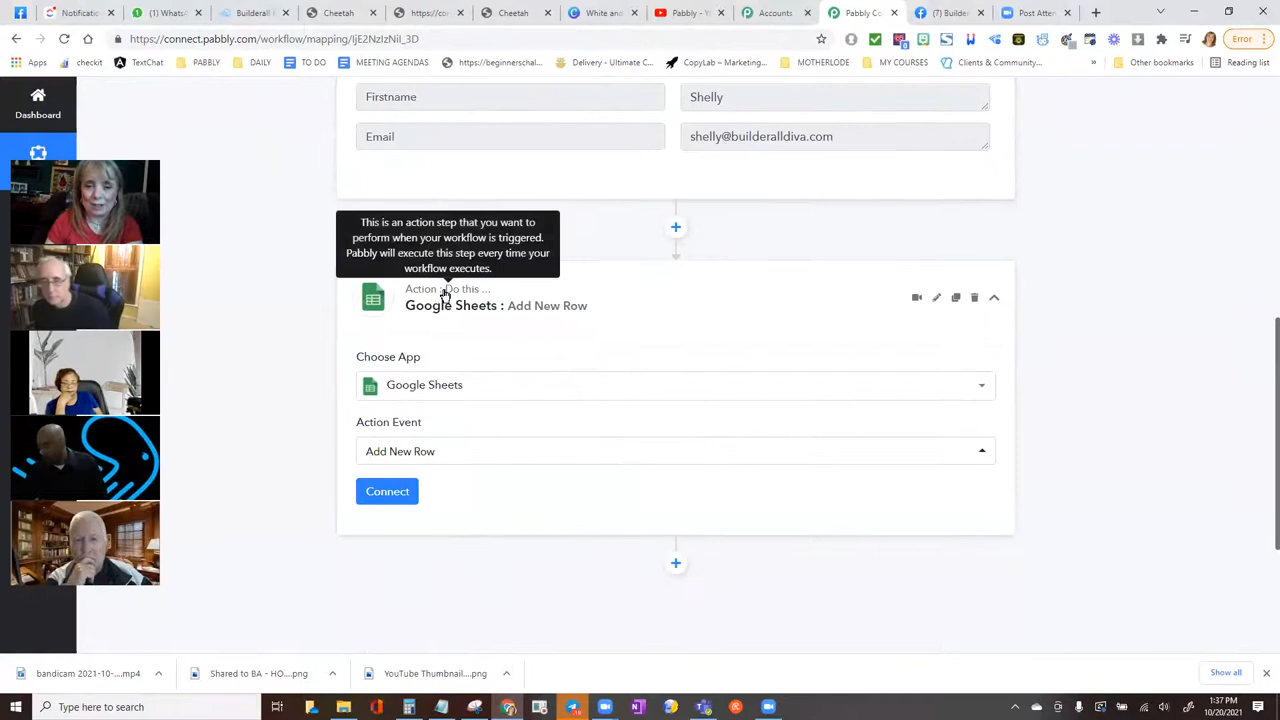 Notificatio
(1) WhatsA
Builderall D
Cheetah
https://cor
Cheetah
White and
Pabbly - V
Accounts
Pabbly Co
(7) Builder
Post Atten
https://connect.pabbly.com/workflow/mapping/
Error
Apps
checkit
TextChat
PABBLY
DAILY
TO DO
MEETING AGENDAS
https://beginnerschal...
Delivery - Ultimate C...
CopyLab – Marketing...
MOTHERLODE
MY COURSES
Clients & Community...
»
Other bookmarks
Reading list
Dashboard
Firstname
Shelly
Email
shelly@builderalldiva.com
This is an action step that you want to
perform when your workflow is triggered.
Pabbly will execute this step every time your
workflow executes.
Action : Do this ...
Google Sheets : Add New Row
Choose App
Google Sheets
Action Event
Add New Row
Connect
bandicam 2021-10-....mp4
Shared to BA - HO....png
YouTube Thumbnail....png
Show all
Type here to search
1:37 PM
10/20/2021